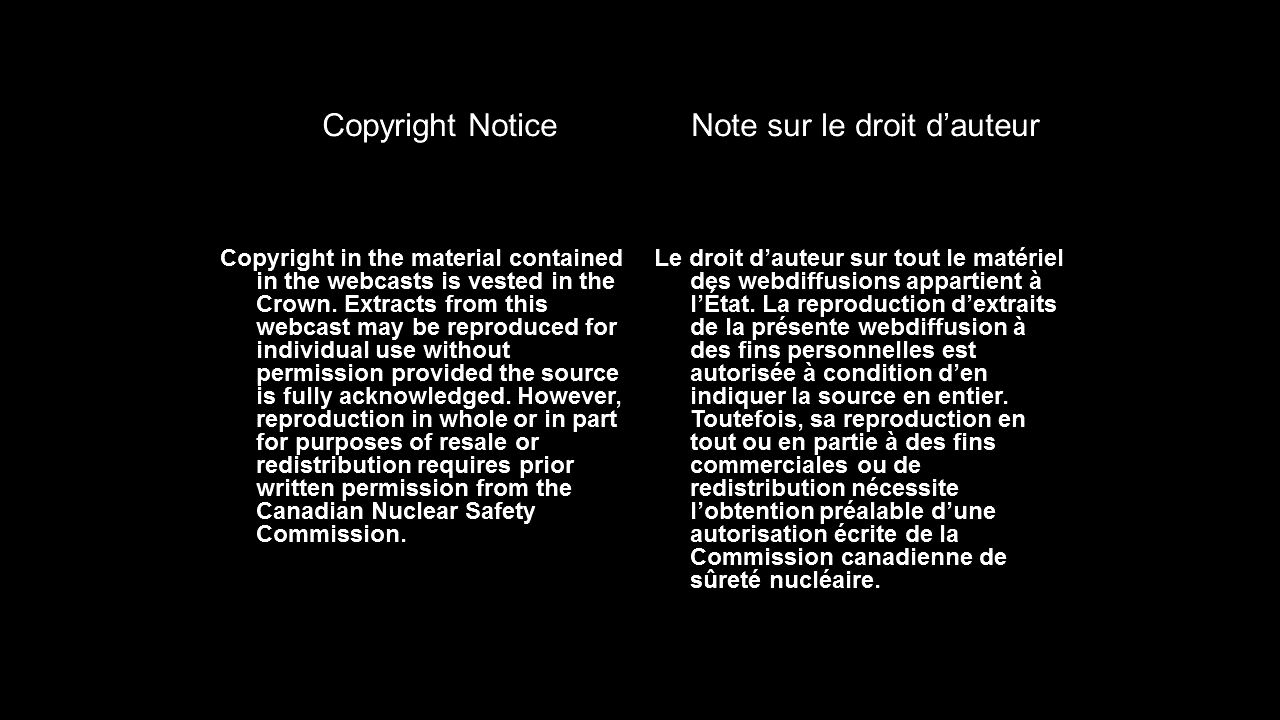 Copyright Notice
Copyright in the material contained
in the webcasts is vested in the
Crown. Extracts from this
webcast may be reproduced for
individual use without
permission provided the source
is fully acknowledged. However,
reproduction in whole or in part
for purposes of resale or
redistribution requires prior
written permission from the
Canadian Nuclear Safety
Commission.
Note sur le droit d’auteur
Le droit d’auteur sur tout le matériel
des webdiffusions appartient à
l’État. La reproduction d’extraits
de la présente webdiffusion à
des fins personnelles est
autorisée à condition d’en
indiquer la source en entier.
Toutefois, sa reproduction en
tout ou en partie à des fins
commerciales ou de
redistribution nécessite
l’obtention préalable d’une
autorisation écrite de la
Commission canadienne de
sûreté nucléaire.